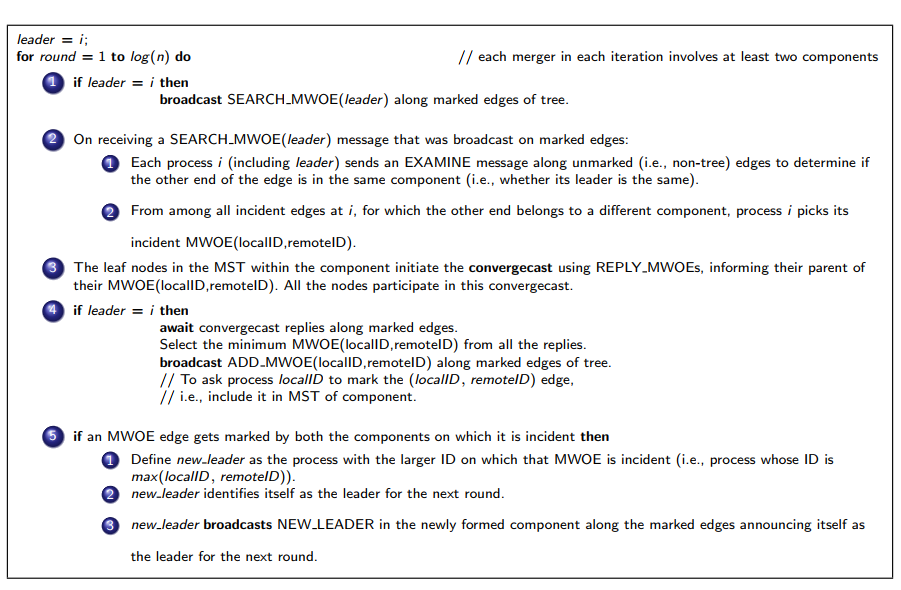 leader = i;
for round = 1 to log(n) do // each merger in each iteration involves at least two components
1 if leader = i then
broadcast SEARCH_MWOE(leader) along marked edges of tree.
2 On receiving a SEARCH_MWOE(leader) message that was broadcast on marked edges:
1 Each process i (including leader) sends an EXAMINE message along unmarked (i.e., non-tree) edges to determine if
the other end of the edge is in the same component (i.e., whether its leader is the same).
2 From among all incident edges at i, for which the other end belongs to a different component, process i picks its
incident MWOE(localID,remoteID).
3 The leaf nodes in the MST within the component initiate the convergecast using REPLY_MWOEs, informing their parent of
their MWOE(localID,remoteID). All the nodes participate in this convergecast.
4 if leader = i then
await convergecast replies along marked edges.
Select the minimum MWOE(localID,remoteID) from all the replies.
broadcast ADD_MWOE(localID,remoteID) along marked edges of tree.
// To ask process localID to mark the (localID, remoteID) edge,
// i.e., include it in MST of component.
5 if an MWOE edge gets marked by both the components on which it is incident then
1 Define new_leader as the process with the larger ID on which that MWOE is incident (i.e., process whose ID is
max(localID, remoteID)).
2 new_leader identifies itself as the leader for the next round.
3 new_leader broadcasts NEW_LEADER in the newly formed component along the marked edges announcing itself as
the leader for the next round.